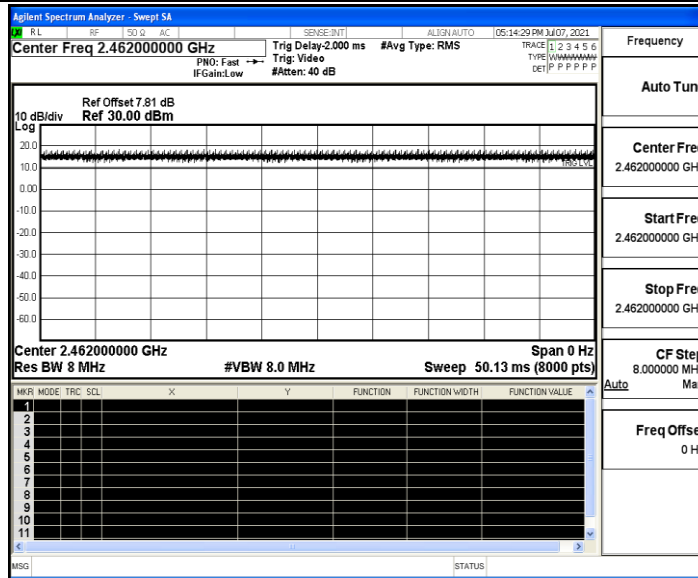 Agilent Spectrum Analyzer - Swept SA
RL RF 50 Ω AC SENSE:INT ALIGN AUTO 05:14:29 PM Jul 07, 2021
Center Freq 2.462000000 GHz
PNO: Fast
IFGain:Low
Trig Delay-2.000 ms
Trig: Video
#Atten: 40 dB
#Avg Type: RMS
TRACE 1 2 3 4 5 6
TYPE
DET P P P P P P
Ref Offset 7.81 dB
10 dB/div Ref 30.00 dBm
Log
20.0
10.0
0.00
-10.0
-20.0
-30.0
-40.0
-50.0
-60.0
TRIG LVL
Center 2.462000000 GHz Span 0 Hz
Res BW 8 MHz #VBW 8.0 MHz Sweep 50.13 ms (8000 pts)
MKR MODE TRC SCL X Y FUNCTION FUNCTION WIDTH FUNCTION VALUE
1
2
3
4
5
6
7
8
9
10
11
MSG STATUS
Frequency
Auto Tun
Center Fre
2.462000000 GH
Start Fre
2.462000000 GH
Stop Fre
2.462000000 GH
CF Step
8.000000 MH
Auto Ma
Freq Offse
0 H